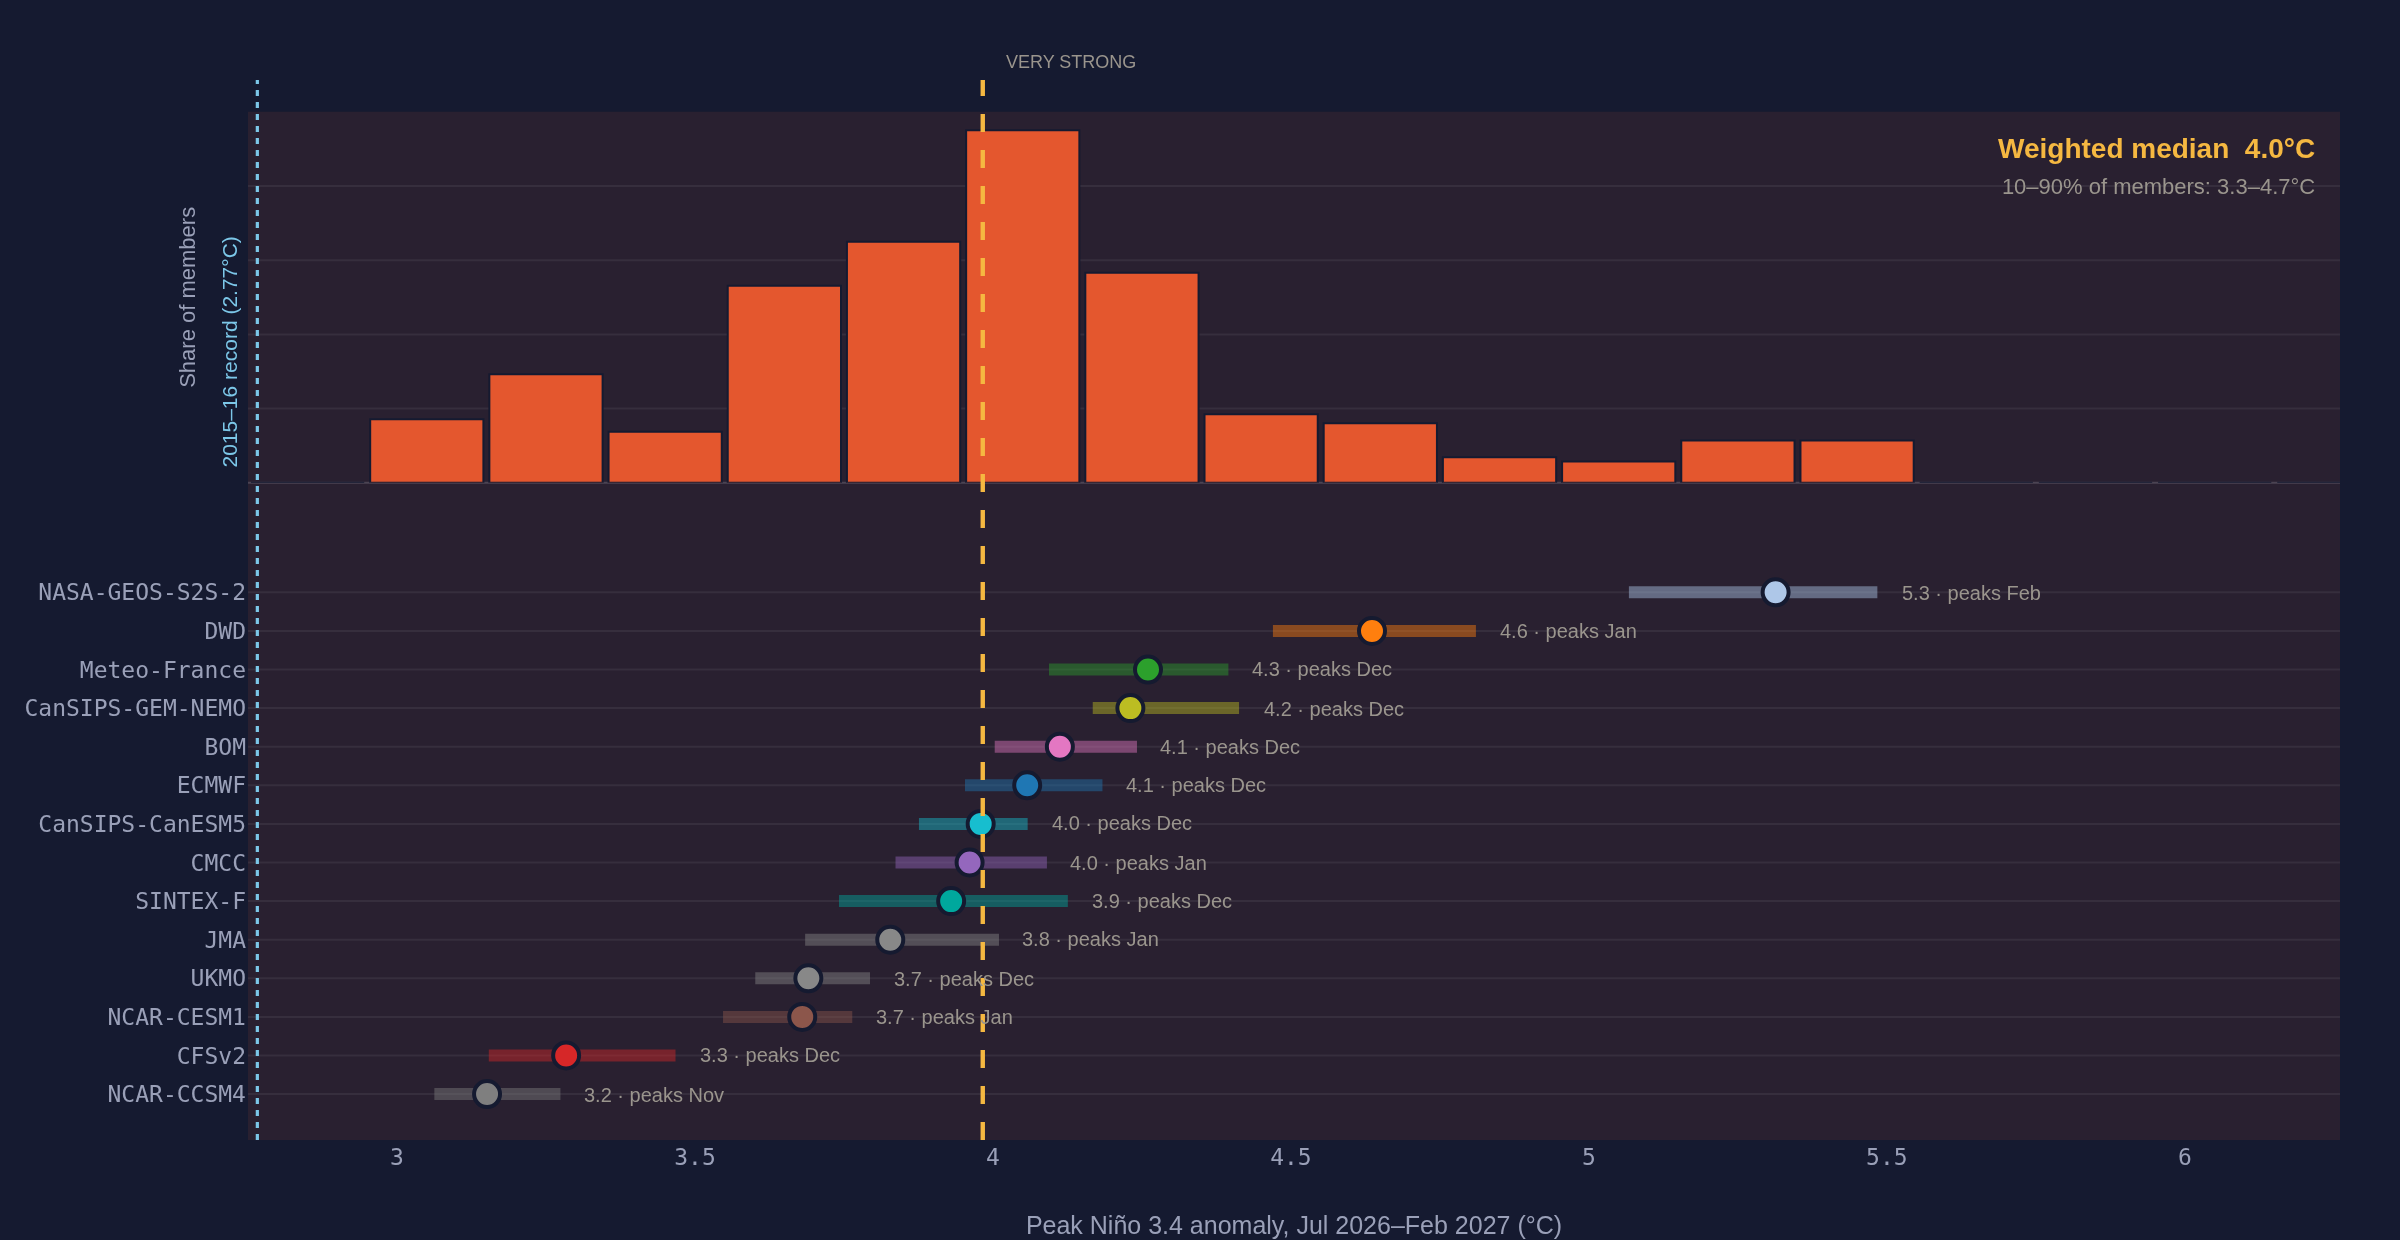 VERY STRONG
Weighted median 4.0°C
10–90% of members: 3.3–4.7°C
Share of members
2015–16 record (2.77°C)
NASA-GEOS-S2S-2
5.3 · peaks Feb
DWD
4.6 · peaks Jan
Meteo-France
4.3 · peaks Dec
CanSIPS-GEM-NEMO
4.2 · peaks Dec
BOM
4.1 · peaks Dec
ECMWF
4.1 · peaks Dec
CanSIPS-CanESM5
4.0 · peaks Dec
CMCC
4.0 · peaks Jan
SINTEX-F
3.9 · peaks Dec
JMA
3.8 · peaks Jan
UKMO
3.7 · peaks Dec
NCAR-CESM1
3.7 · peaks Jan
CFSv2
3.3 · peaks Dec
NCAR-CCSM4
3.2 · peaks Nov
3 3.5 4 4.5 5 5.5 6
Peak Niño 3.4 anomaly, Jul 2026–Feb 2027 (°C)